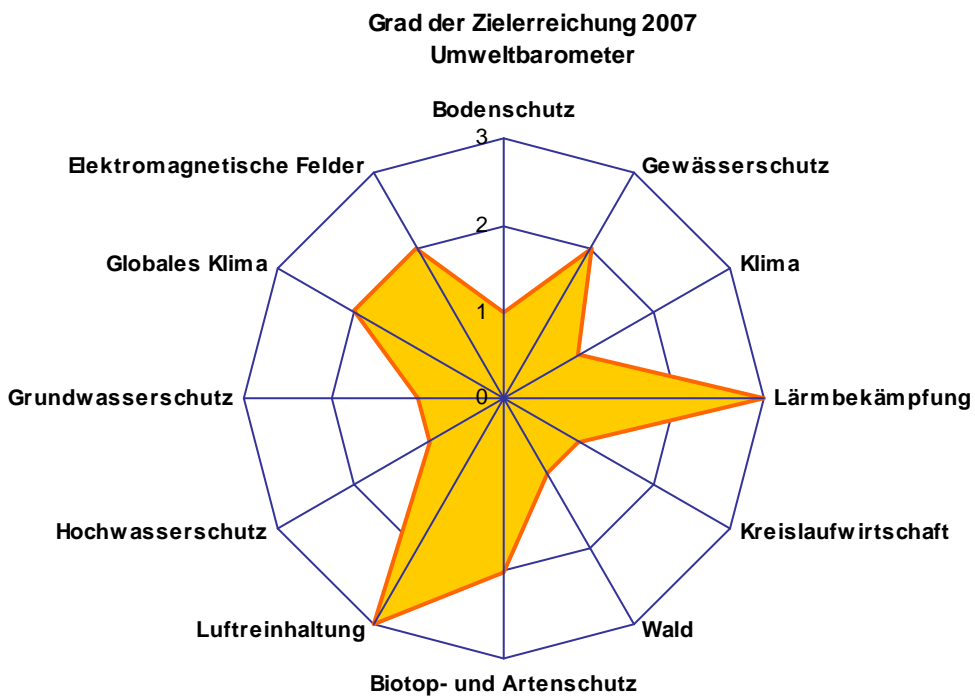 Grad der Zielerreichung 2007
Umweltbarometer
Bodenschutz
3
Elektromagnetische Felder
Gewässerschutz
2
Globales Klima
Klima
1
Grundwasserschutz
0
Lärmbekämpfung
Hochwasserschutz
Kreislaufwirtschaft
Luftreinhaltung
Wald
Biotop- und Artenschutz